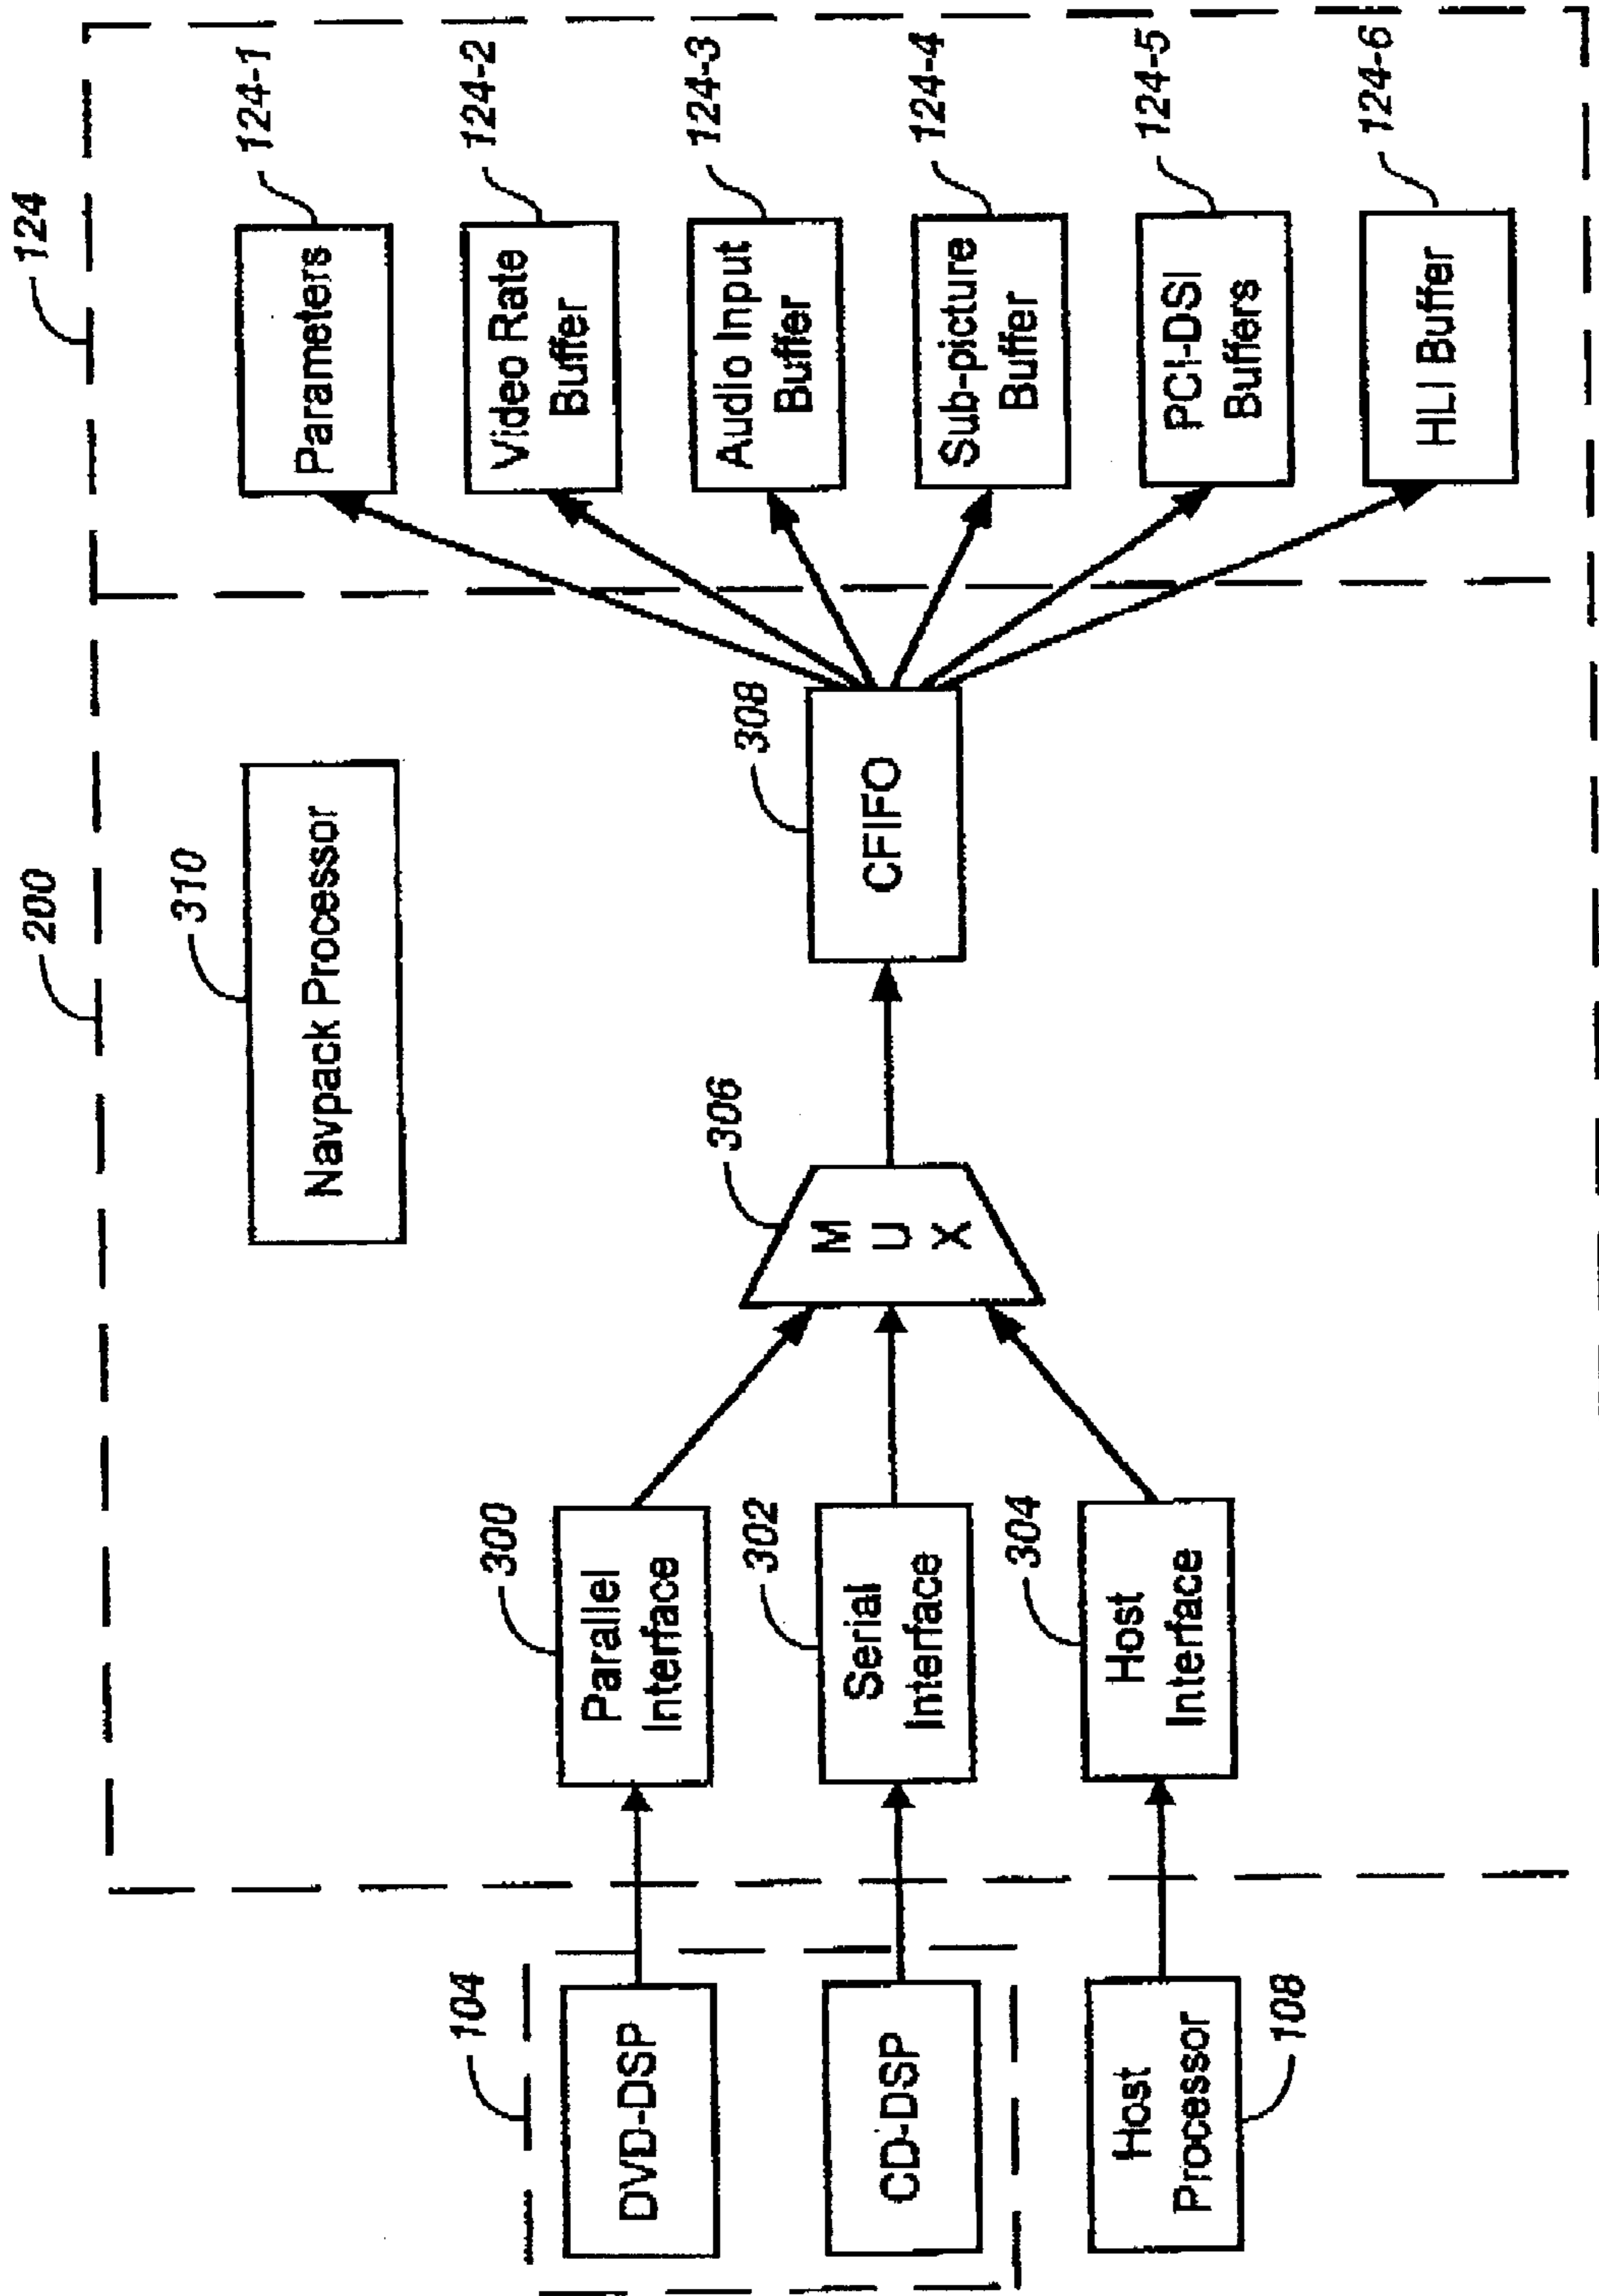 124
200
124-1
Parameters
124-2
Video Rate
Buffer
124-3
Audio Input
Buffer
124-4
Sub-picture
Buffer
124-5
PCI-DSI
Buffers
124-6
HLI Buffer
310
Navpack Processor
308
CFIFO
306
M
U
X
300
Parallel
Interface
302
Serial
Interface
304
Host
Interface
104
DVD-DSP
CD-DSP
Host
Processor
108